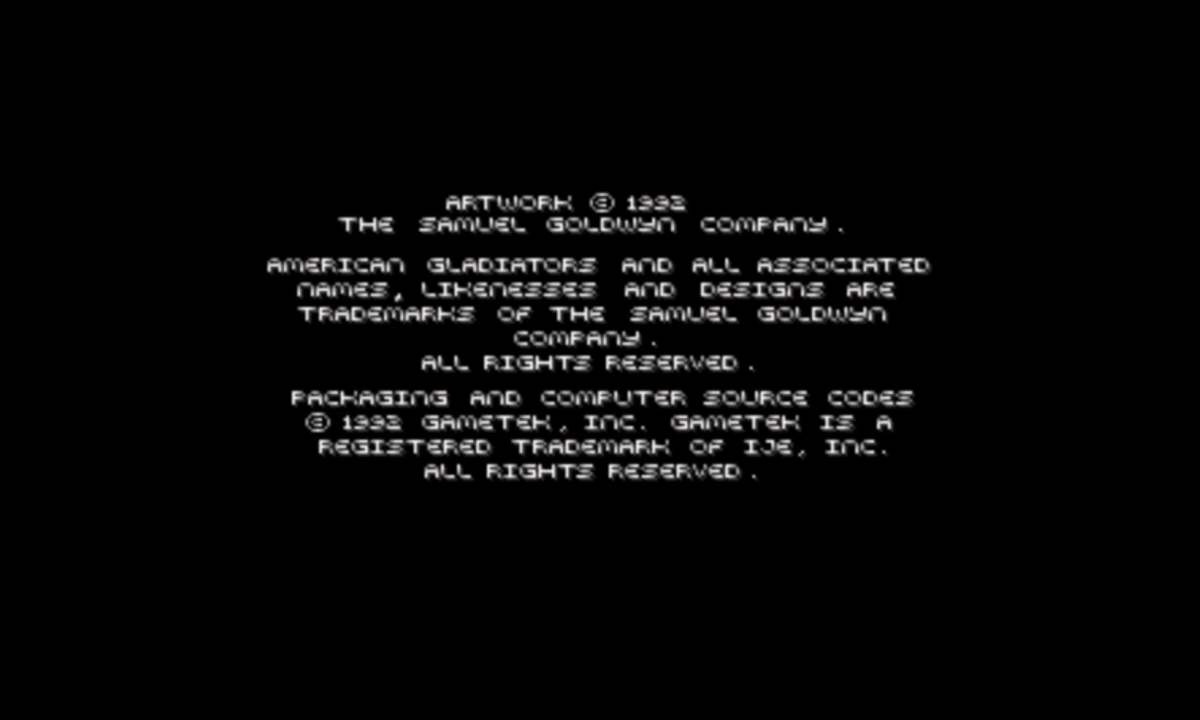 ARTWORK © 1992
THE SAMUEL GOLDWYN COMPANY.
AMERICAN GLADIATORS AND ALL ASSOCIATED
NAMES, LIKENESSES AND DESIGNS ARE
TRADEMARKS OF THE SAMUEL GOLDWYN
COMPANY.
ALL RIGHTS RESERVED.
PACKAGING AND COMPUTER SOURCE CODES
© 1992 GAMETEK, INC. GAMETEK IS A
REGISTERED TRADEMARK OF IJE, INC.
ALL RIGHTS RESERVED.